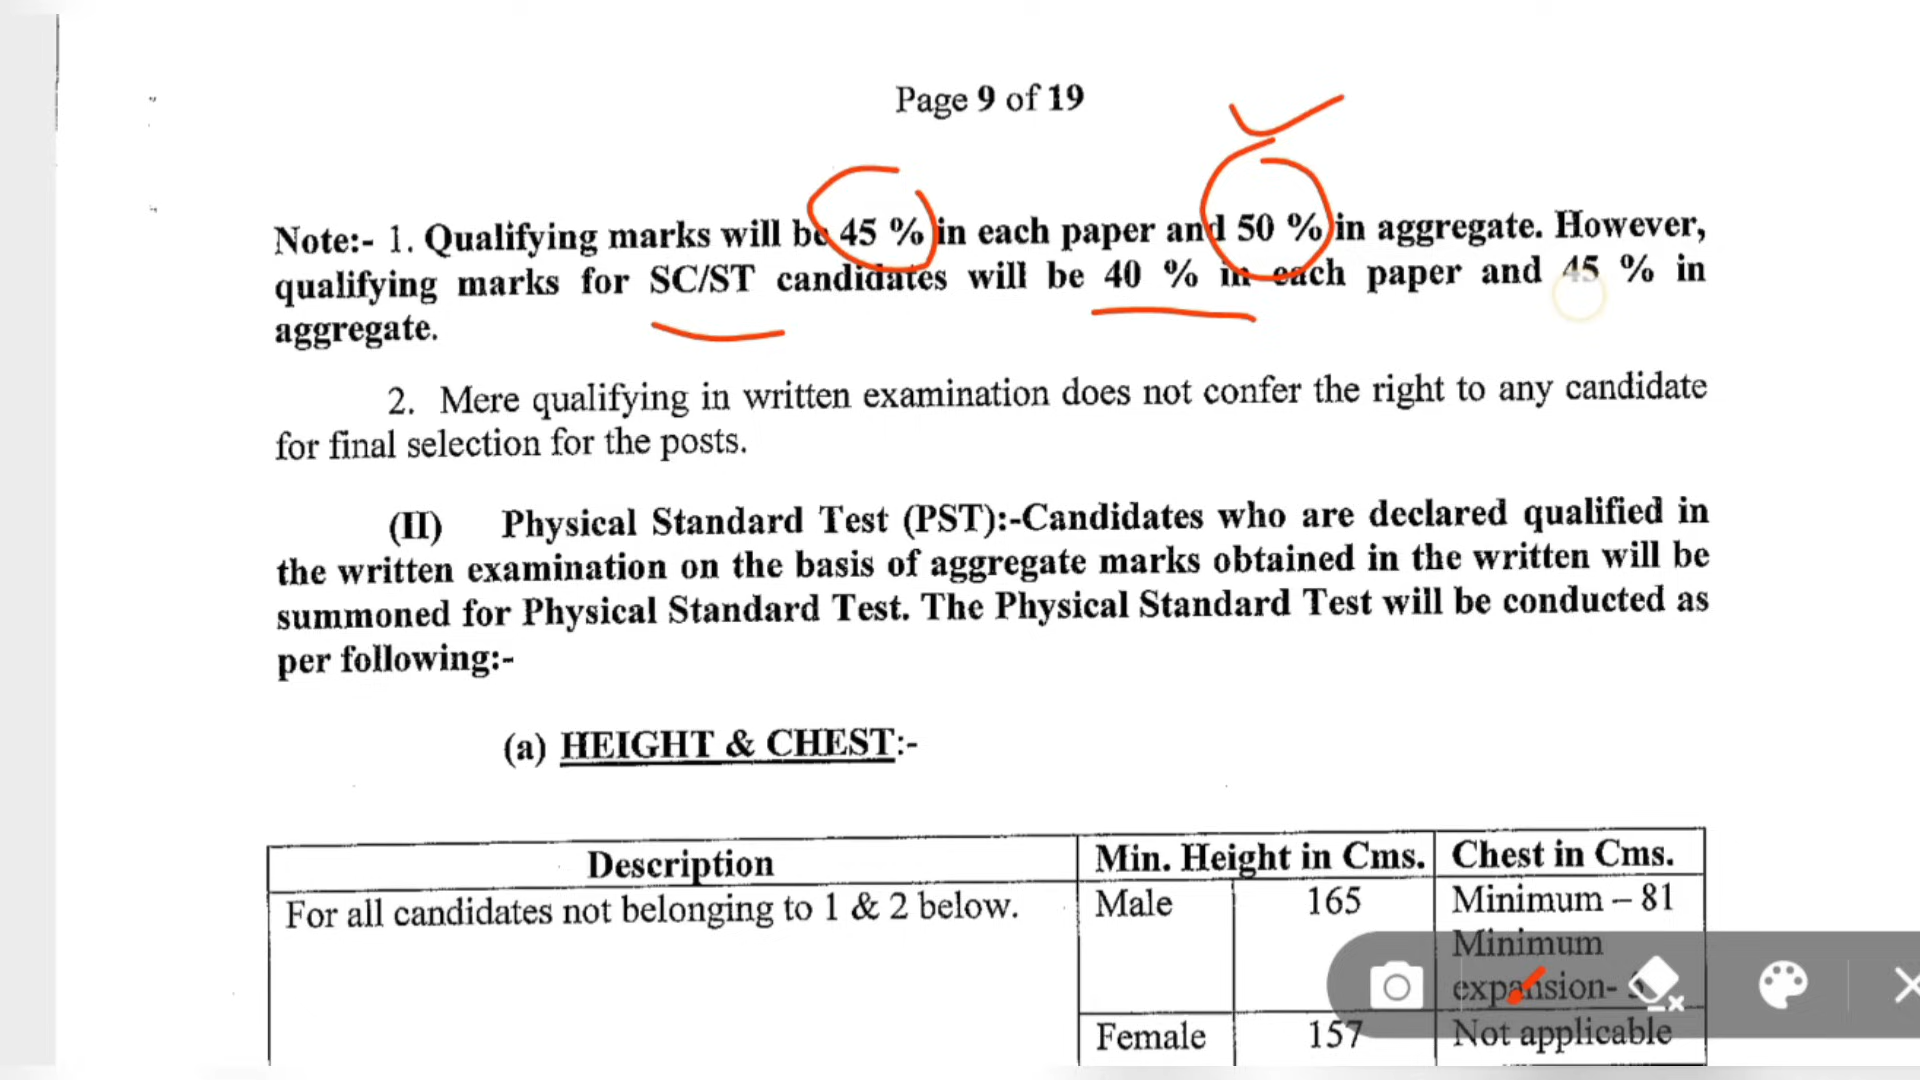 Page 9 of 19
Note:- 1. Qualifying marks will be 45 % in each paper and 50 % in aggregate. However,
qualifying marks for SC/ST candidates will be 40 % in each paper and 45 % in
aggregate.
2. Mere qualifying in written examination does not confer the right to any candidate
for final selection for the posts.
(II) Physical Standard Test (PST):-Candidates who are declared qualified in
the written examination on the basis of aggregate marks obtained in the written will be
summoned for Physical Standard Test. The Physical Standard Test will be conducted as
per following:-
(a) HEIGHT & CHEST:-
Description Min. Height in Cms. Chest in Cms.
For all candidates not belonging to 1 & 2 below. Male 165 Minimum – 81
Minimum
expansion-
Female 157 Not applicable